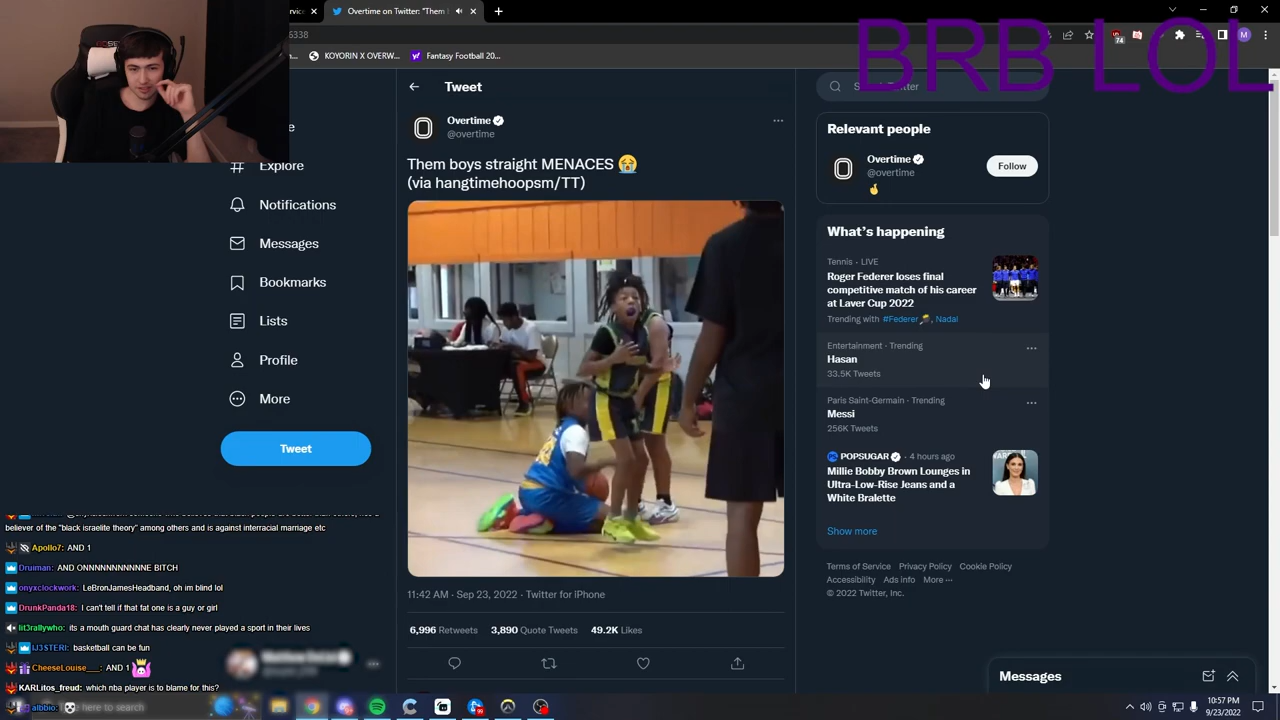 BRB LOL
6338
KOYORIN X OVERW...
Fantasy Football 20...
74
M
Tweet
Search Twitter
Overtime
@overtime
Them boys straight MENACES 😭
(via hangtimehoopsm/TT)
11:42 AM · Sep 23, 2022 · Twitter for iPhone
6,996 Retweets 3,890 Quote Tweets 49.2K Likes
Explore
Notifications
Messages
Bookmarks
Lists
Profile
More
Tweet
Relevant people
Overtime
@overtime
Follow
What's happening
Tennis · LIVE
Roger Federer loses final
competitive match of his career
at Laver Cup 2022
Trending with #Federer, Nadal
Entertainment · Trending
Hasan
33.5K Tweets
Paris Saint-Germain · Trending
Messi
256K Tweets
POPSUGAR · 4 hours ago
Millie Bobby Brown Lounges in
Ultra-Low-Rise Jeans and a
White Bralette
Show more
Terms of Service Privacy Policy Cookie Policy
Accessibility Ads info More ···
© 2022 Twitter, Inc.
Messages
believer of the "black israelite theory" among others and is against interracial marriage etc
Apollo7: AND 1
Druiman: AND ONNNNNNNNNNE BITCH
onyxclockwork: LeBronJamesHeadband, oh im blind lol
DrunkPanda18: I can't tell if that fat one is a guy or girl
lit3rallywho: its a mouth guard chat has clearly never played a sport in their lives
IJ3STERI: basketball can be fun
CheeseLouise___: AND 1
KARLitos_freud: which nba player is to blame for this?
albbio:
here to search
10:57 PM
9/23/2022